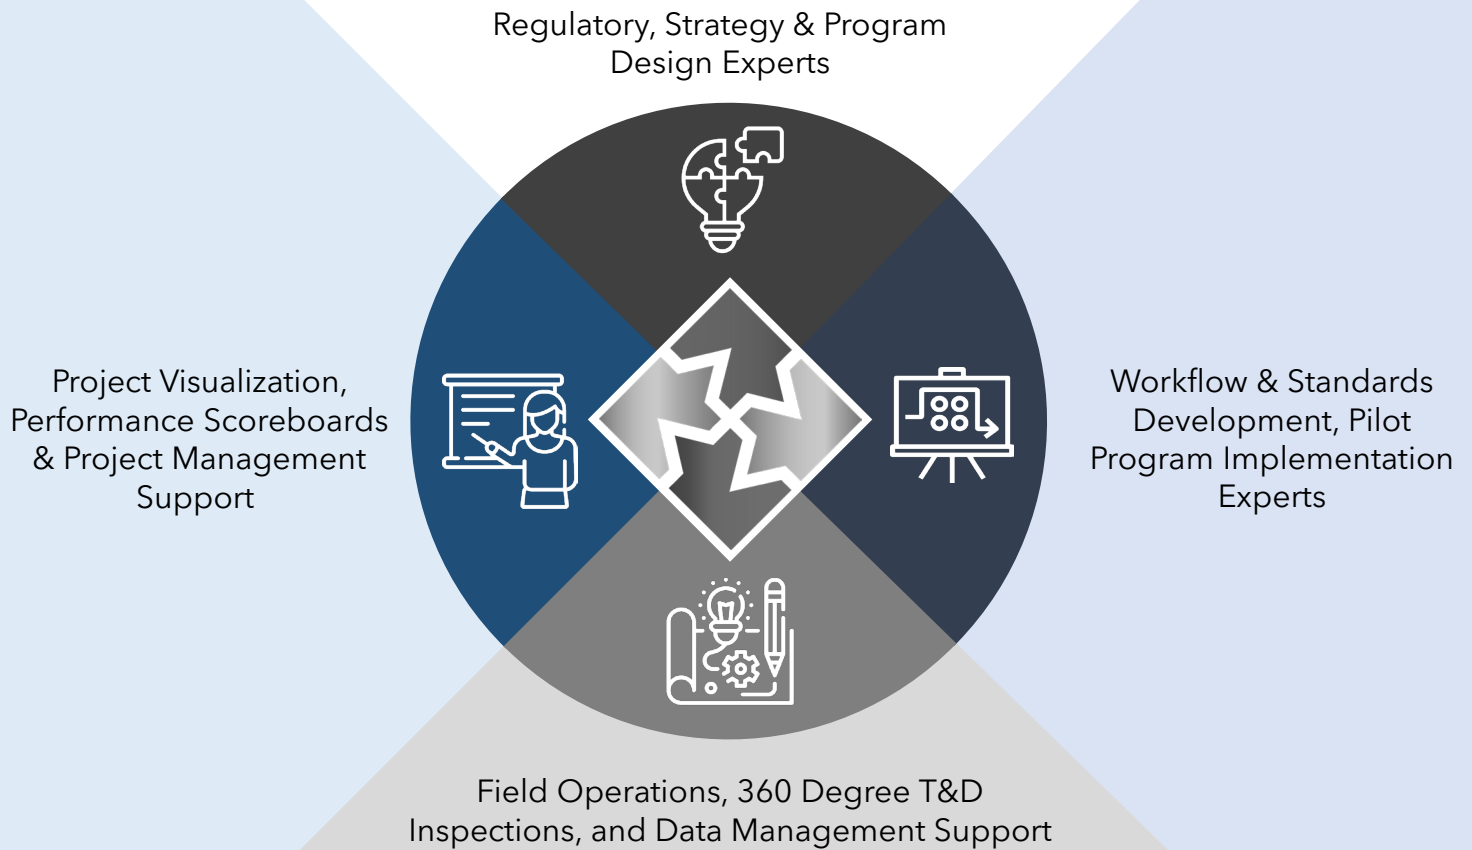 Regulatory, Strategy & Program
Design Experts
Project Visualization,
Performance Scoreboards
& Project Management
Support
Workflow & Standards
Development, Pilot
Program Implementation
Experts
Field Operations, 360 Degree T&D
Inspections, and Data Management Support